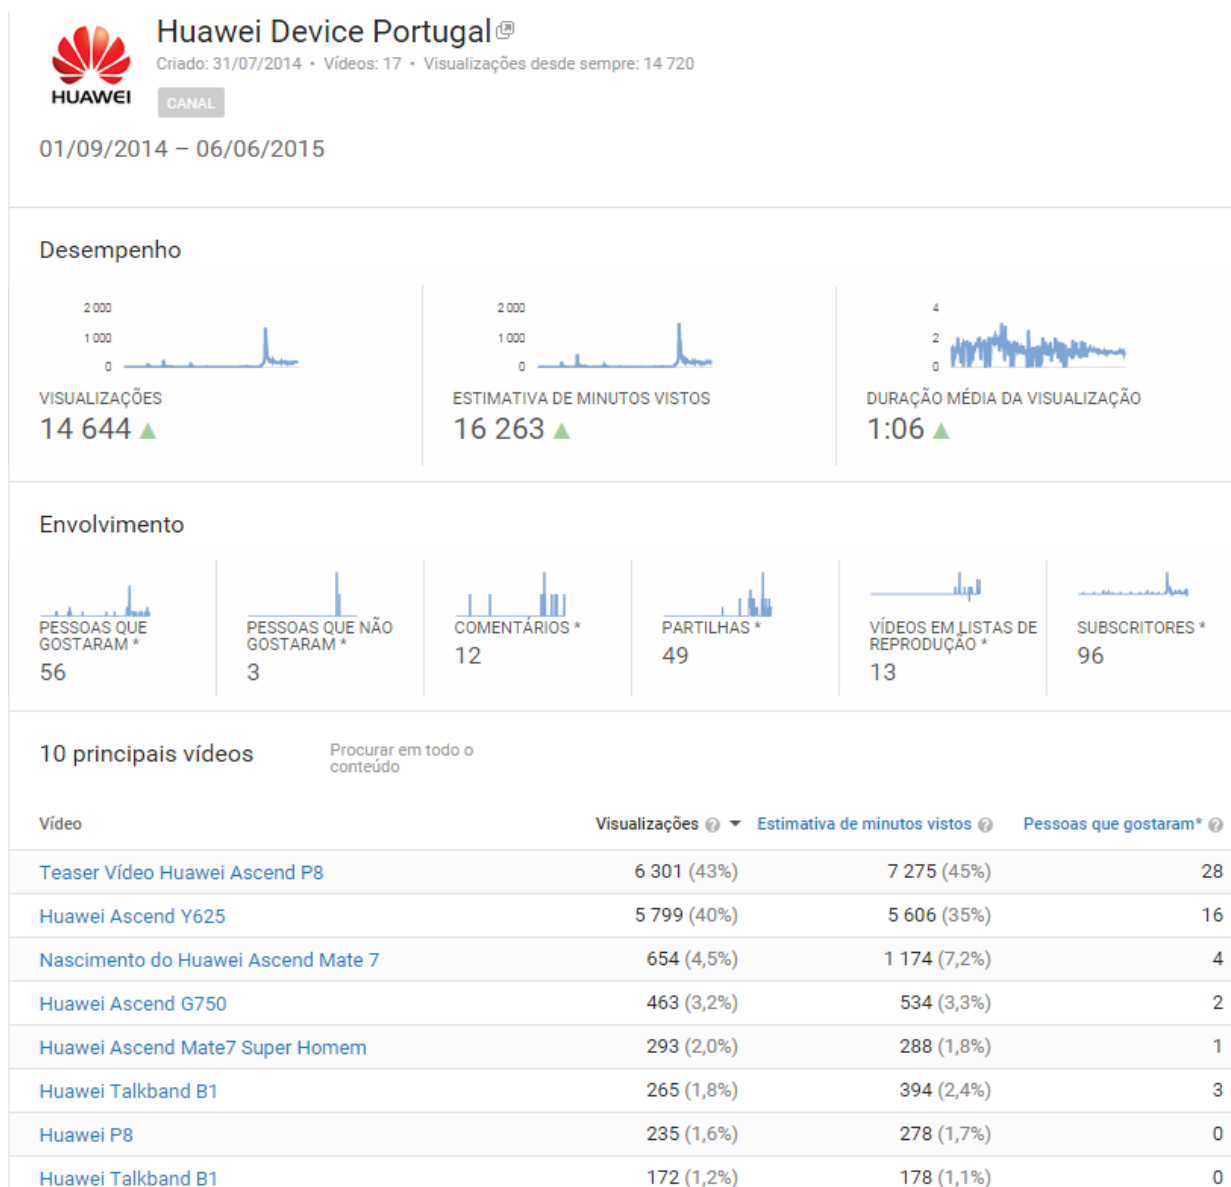 Huawei Device Portugal
HUAWEI
Criado: 31/07/2014 • Vídeos: 17 • Visualizações desde sempre: 14 720
CANAL
01/09/2014 – 06/06/2015
Desempenho
2 000
1 000
0
VISUALIZAÇÕES
14 644
2 000
1 000
0
ESTIMATIVA DE MINUTOS VISTOS
16 263
4
2
0
DURAÇÃO MÉDIA DA VISUALIZAÇÃO
1:06
Envolvimento
PESSOAS QUE
GOSTARAM *
56
PESSOAS QUE NÃO
GOSTARAM *
3
COMENTÁRIOS *
12
PARTILHAS *
49
VÍDEOS EM LISTAS DE
REPRODUÇÃO *
13
SUBSCRITORES *
96
10 principais vídeos
Procurar em todo o
conteúdo
Vídeo Visualizações ? Estimativa de minutos vistos ? Pessoas que gostaram* ?
Teaser Vídeo Huawei Ascend P8 6 301 (43%) 7 275 (45%) 28
Huawei Ascend Y625 5 799 (40%) 5 606 (35%) 16
Nascimento do Huawei Ascend Mate 7 654 (4,5%) 1 174 (7,2%) 4
Huawei Ascend G750 463 (3,2%) 534 (3,3%) 2
Huawei Ascend Mate7 Super Homem 293 (2,0%) 288 (1,8%) 1
Huawei Talkband B1 265 (1,8%) 394 (2,4%) 3
Huawei P8 235 (1,6%) 278 (1,7%) 0
Huawei Talkband B1 172 (1,2%) 178 (1,1%) 0